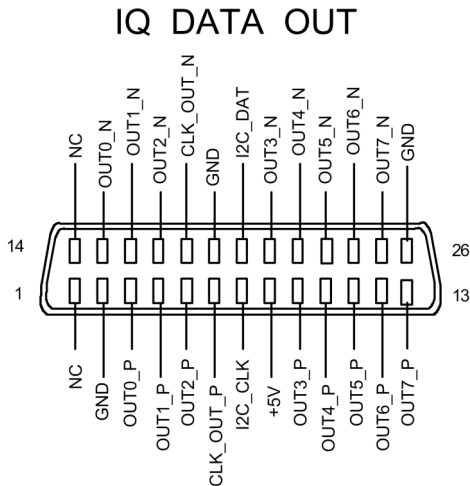 IQ DATA OUT
NC
OUT0_N
OUT1_N
OUT2_N
CLK_OUT_N
GND
I2C_DAT
OUT3_N
OUT4_N
OUT5_N
OUT6_N
OUT7_N
GND
14
26
1
13
NC
GND
OUT0_P
OUT1_P
OUT2_P
CLK_OUT_P
I2C_CLK
+5V
OUT3_P
OUT4_P
OUT5_P
OUT6_P
OUT7_P